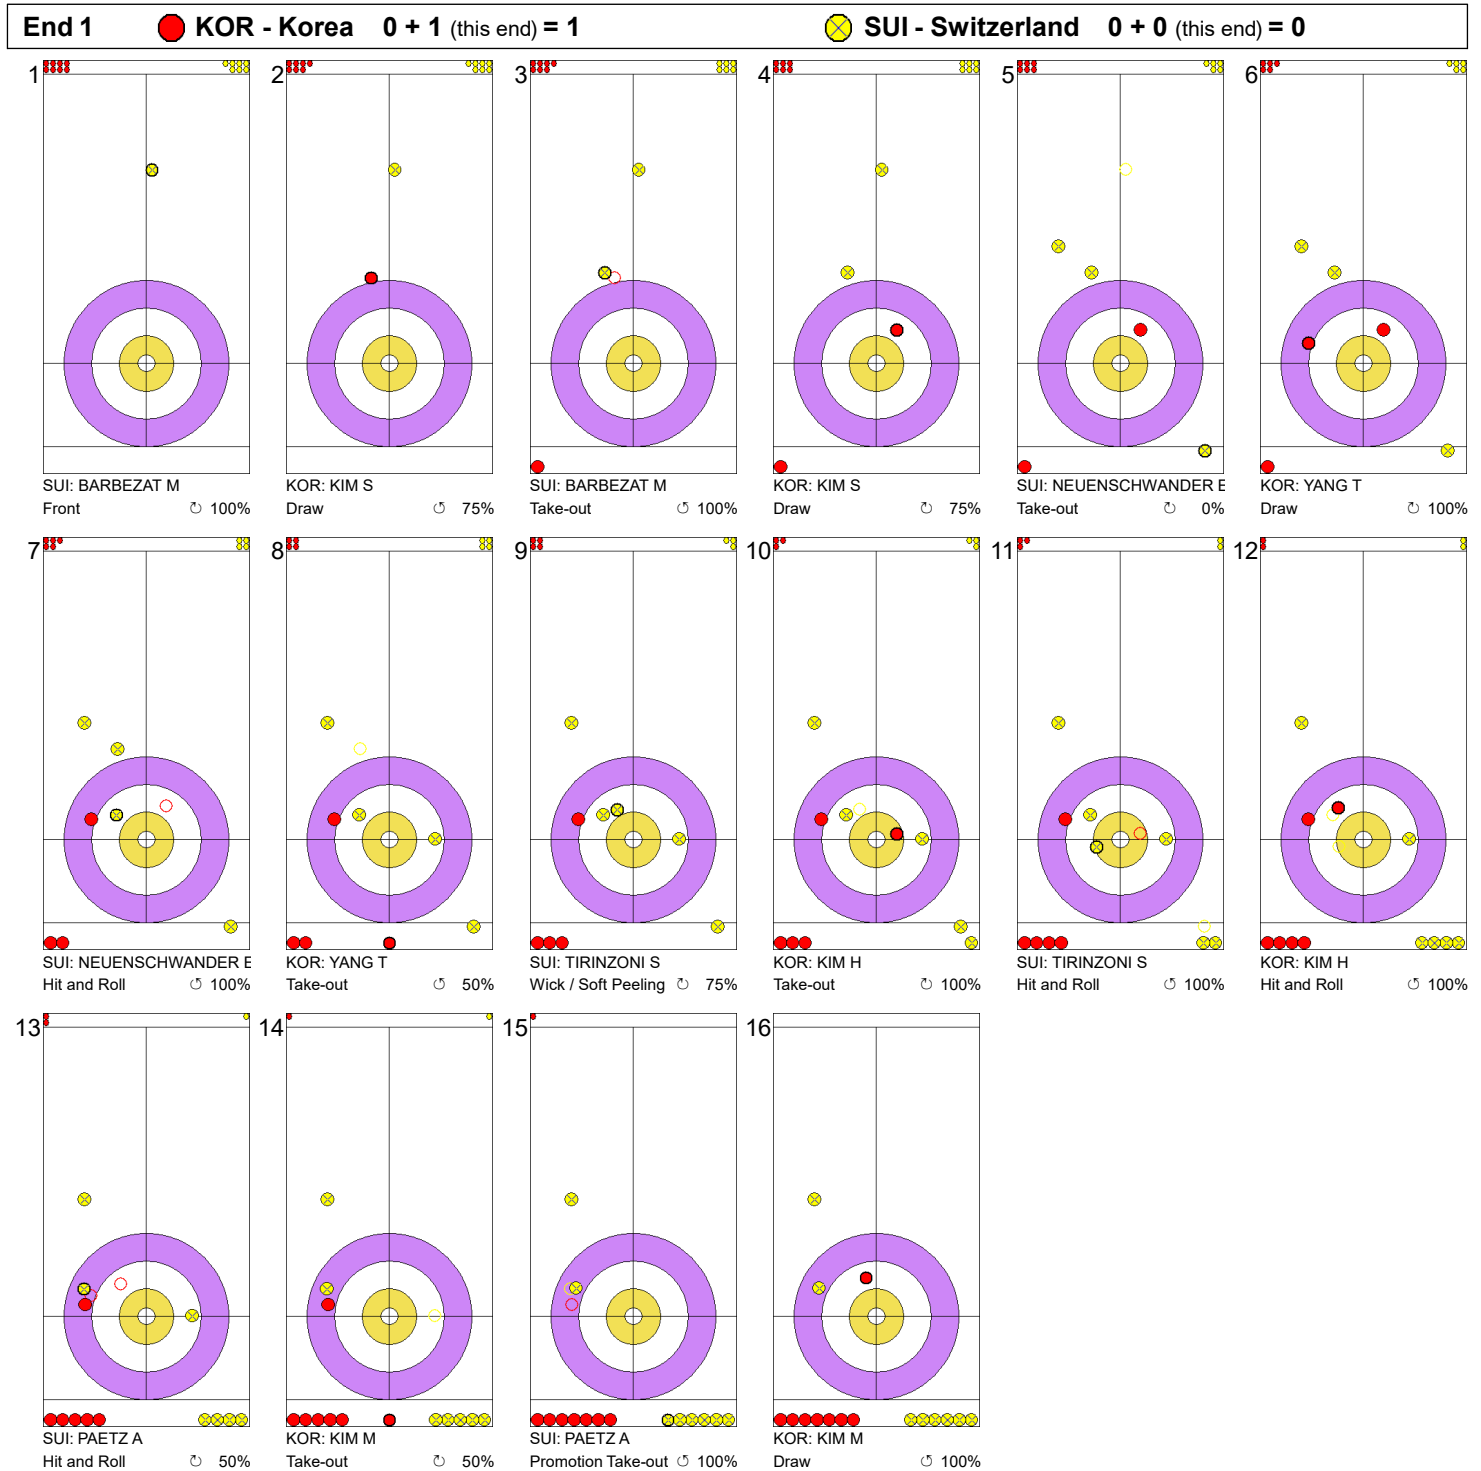 End 1 KOR - Korea 0 + 1 (this end) = 1 SUI - Switzerland 0 + 0 (this end) = 0
1 2 3 4 5 6
SUI: BARBEZAT M KOR: KIM S SUI: BARBEZAT M KOR: KIM S SUI: NEUENSCHWANDER E KOR: YANG T
Front 100% Draw 75% Take-out 100% Draw 75% Take-out 0% Draw 100%
7 8 9 10 11 12
SUI: NEUENSCHWANDER E KOR: YANG T SUI: TIRINZONI S KOR: KIM H SUI: TIRINZONI S KOR: KIM H
Hit and Roll 100% Take-out 50% Wick / Soft Peeling 75% Take-out 100% Hit and Roll 100% Hit and Roll 100%
13 14 15 16
SUI: PAETZ A KOR: KIM M SUI: PAETZ A KOR: KIM M
Hit and Roll 50% Take-out 50% Promotion Take-out 100% Draw 100%